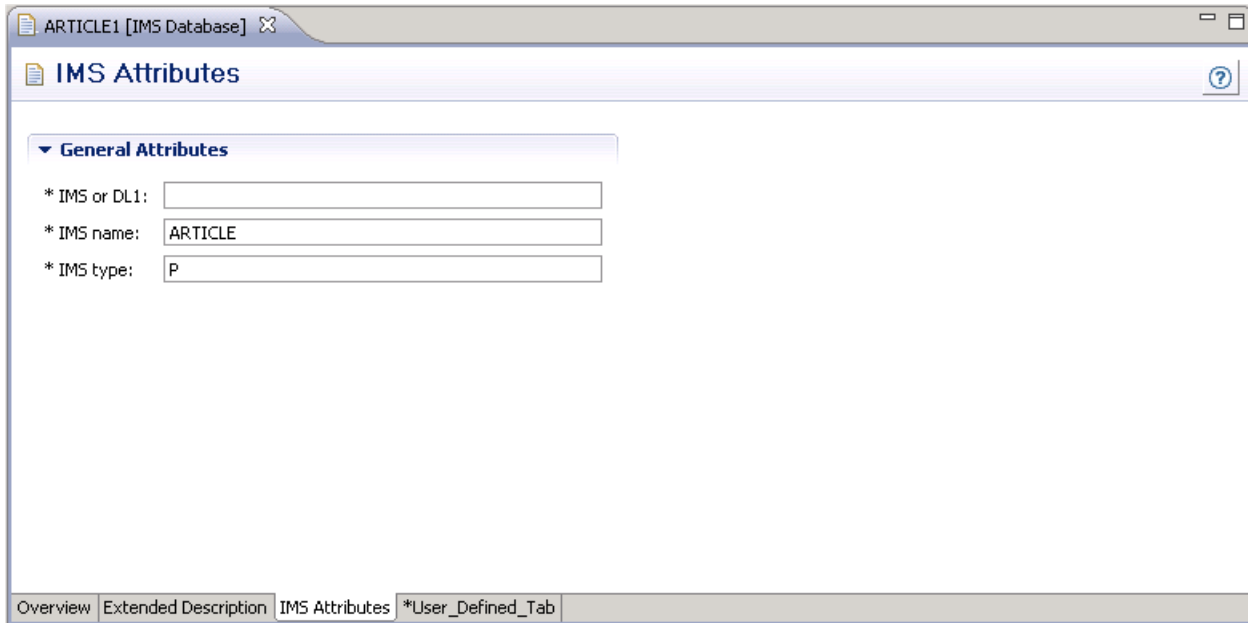 ARTICLE1 [IMS Database]
IMS Attributes
?
General Attributes
* IMS or DL1:
* IMS name: ARTICLE
* IMS type: P
Overview Extended Description IMS Attributes *User_Defined_Tab